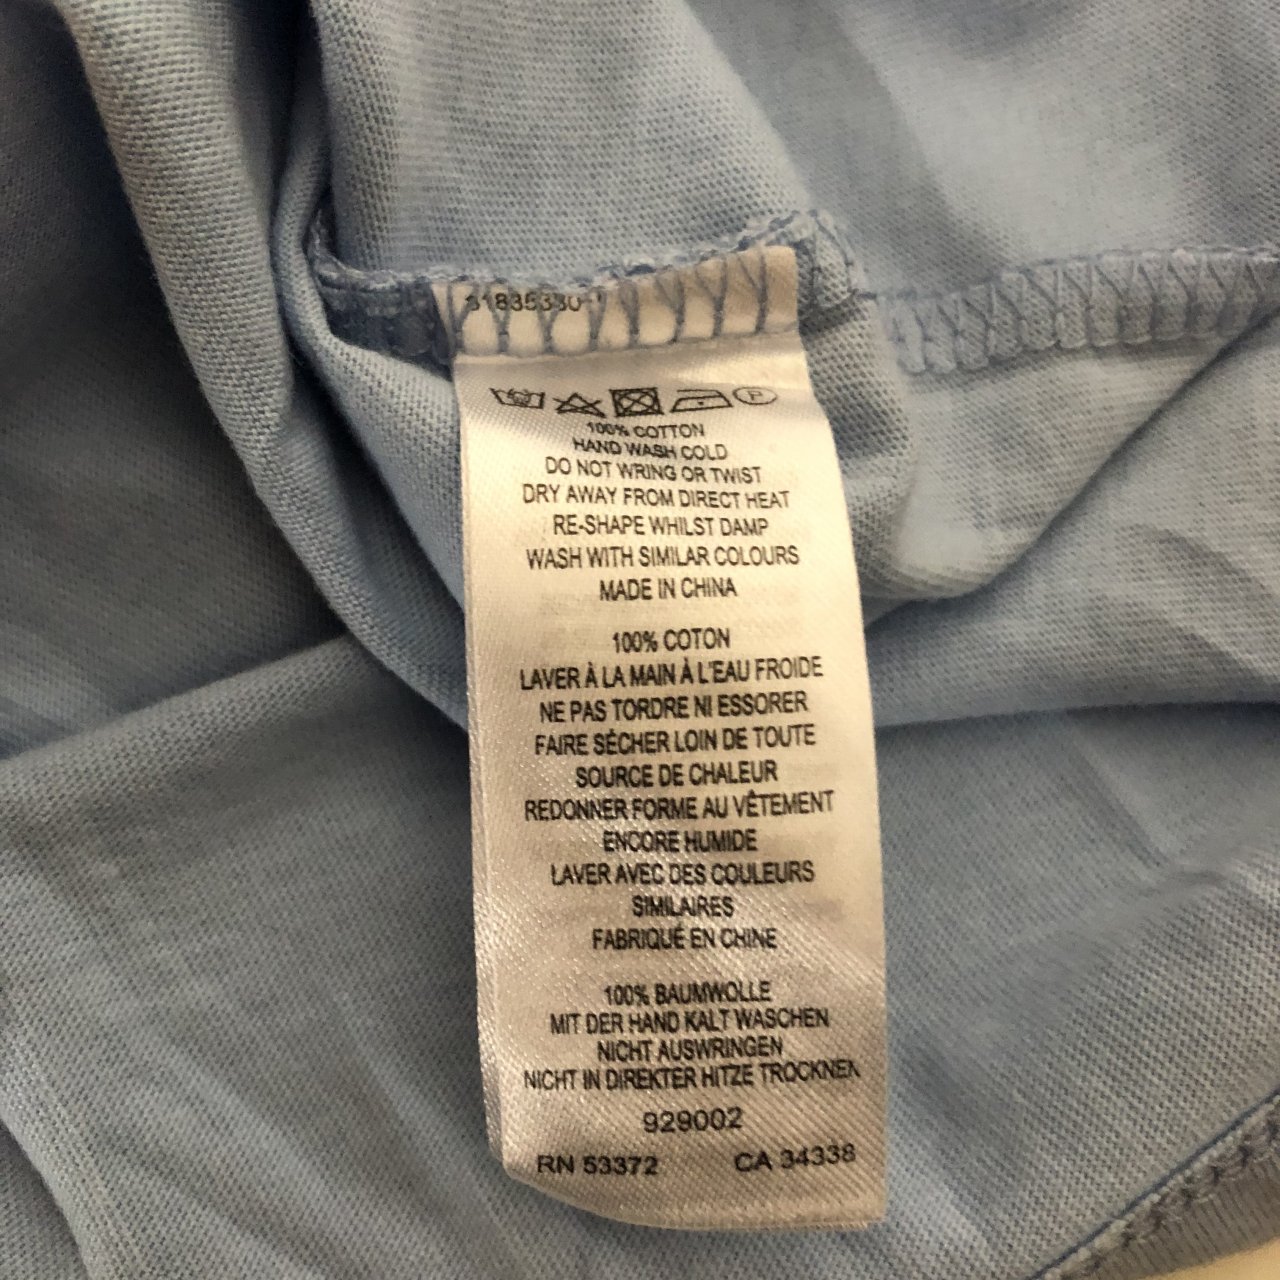 100% COTTON
HAND WASH COLD
DO NOT WRING OR TWIST
DRY AWAY FROM DIRECT HEAT
RE-SHAPE WHILST DAMP
WASH WITH SIMILAR COLOURS
MADE IN CHINA
100% COTON
LAVER À LA MAIN À L'EAU FROIDE
NE PAS TORDRE NI ESSORER
FAIRE SÉCHER LOIN DE TOUTE
SOURCE DE CHALEUR
REDONNER FORME AU VÊTEMENT
ENCORE HUMIDE
LAVER AVEC DES COULEURS
SIMILAIRES
FABRIQUÉ EN CHINE
100% BAUMWOLLE
MIT DER HAND KALT WASCHEN
NICHT AUSWRINGEN
NICHT IN DIREKTER HITZE TROCKNEN
929002
RN 53372 CA 34338